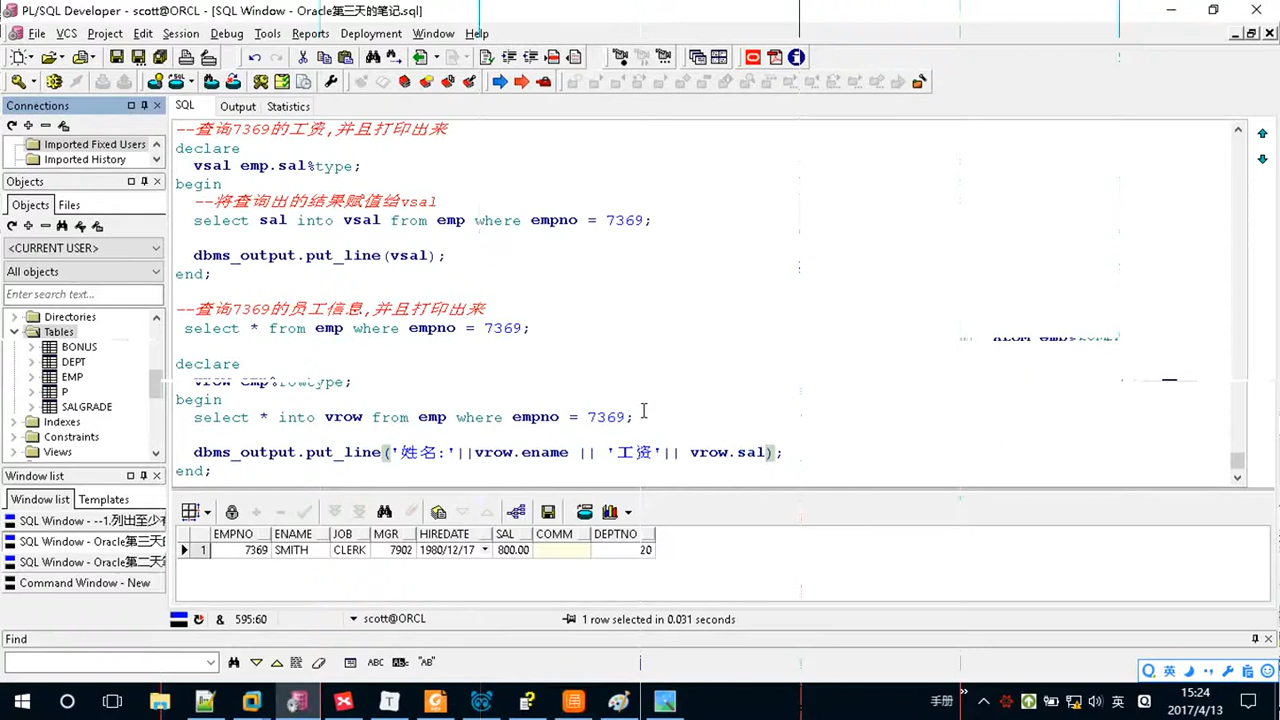 PL/SQL Developer - scott@ORCL - [SQL Window - Oracle第三天的笔记.sql]
File VCS Project Edit Session Debug Tools Reports Deployment Window Help
Connections
Imported Fixed Users
Imported History
Objects
Objects Files
<CURRENT USER>
All objects
Enter search text...
Directories
Tables
BONUS
DEPT
EMP
P
SALGRADE
Indexes
Constraints
Views
Window list
Window list Templates
SQL Window - --1.列出至少有
SQL Window - Oracle第三天的
SQL Window - Oracle第二天
Command Window - New
SQL Output Statistics
--查询7369的工资,并且打印出来
declare
vsal emp.sal%type;
begin
--将查询出的结果赋值给vsal
select sal into vsal from emp where empno = 7369;
dbms_output.put_line(vsal);
end;
--查询7369的员工信息,并且打印出来
select * from emp where empno = 7369;
declare
vrow emp%rowtype;
begin
select * into vrow from emp where empno = 7369;
dbms_output.put_line('姓名:'||vrow.ename || '工资'|| vrow.sal);
end;
EMPNO ENAME JOB MGR HIREDATE SAL COMM DEPTNO
1 7369 SMITH CLERK 7902 1980/12/17 800.00 20
& 595:60 scott@ORCL 1 row selected in 0.031 seconds
Find
ABC "AB"
英
手册 英 15:24
2017/4/13